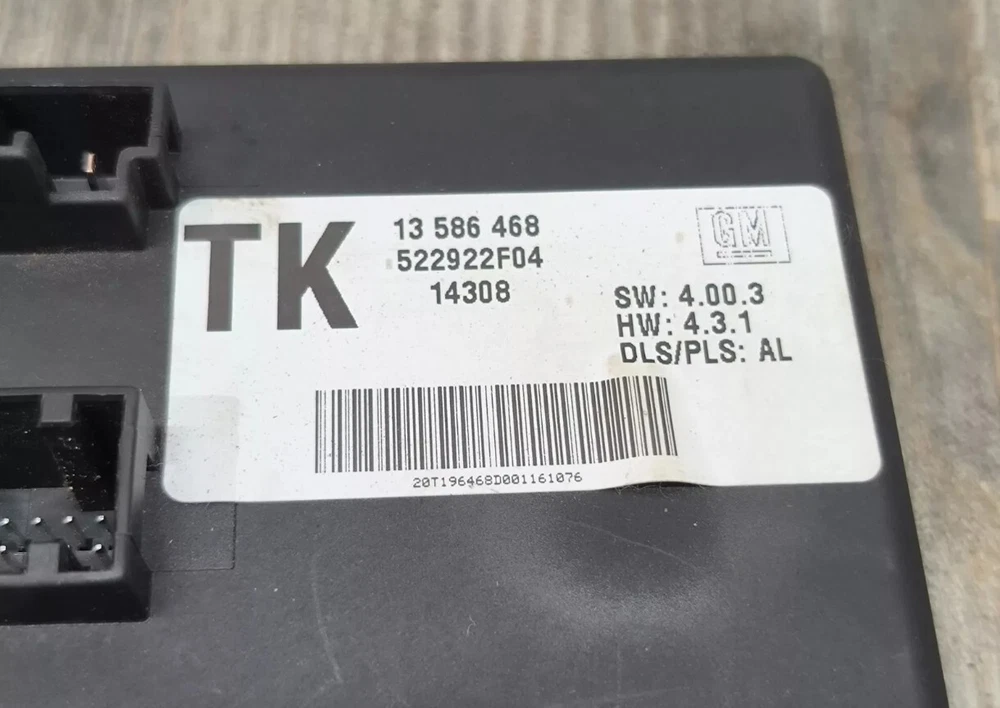 TK
13 586 468
522922F04
14308
GM
SW: 4.00.3
HW: 4.3.1
DLS/PLS: AL
20T196468D001161076